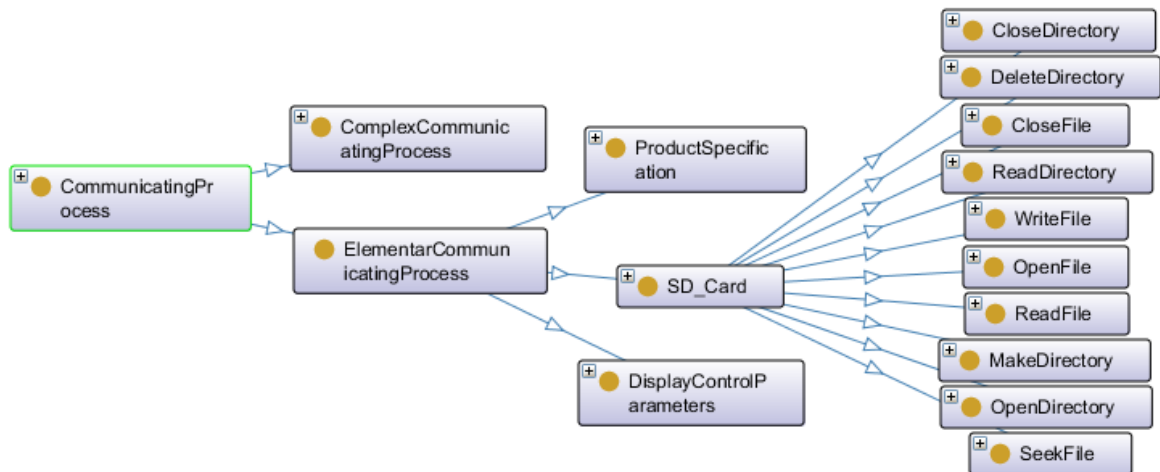 CloseDirectory
DeleteDirectory
ComplexCommunic
atingProcess
CloseFile
ProductSpecific
ation
ReadDirectory
CommunicatingPr
ocess
WriteFile
ElementarCommun
icatingProcess
OpenFile
SD_Card
ReadFile
MakeDirectory
DisplayControlP
arameters
OpenDirectory
SeekFile